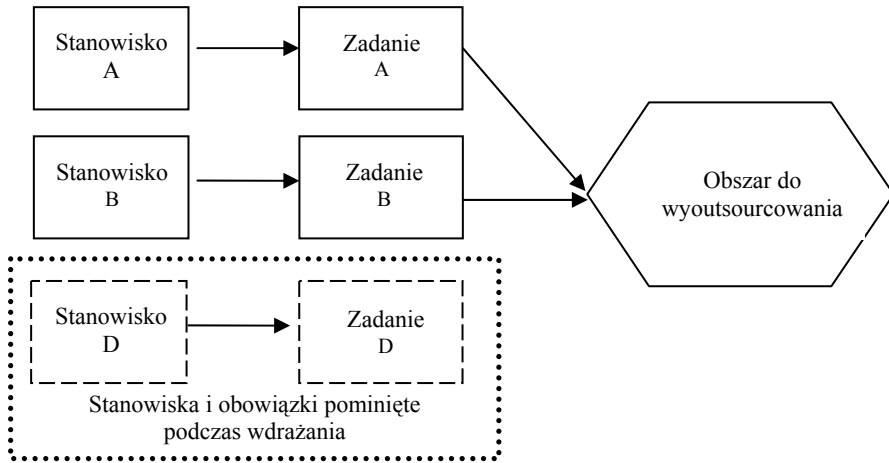 Stanowisko
A
Zadanie
A
Stanowisko
B
Zadanie
B
Obszar do
wyoutsourcowania
Stanowisko
D
Zadanie
D
Stanowiska i obowiązki pominięte
podczas wdrażania